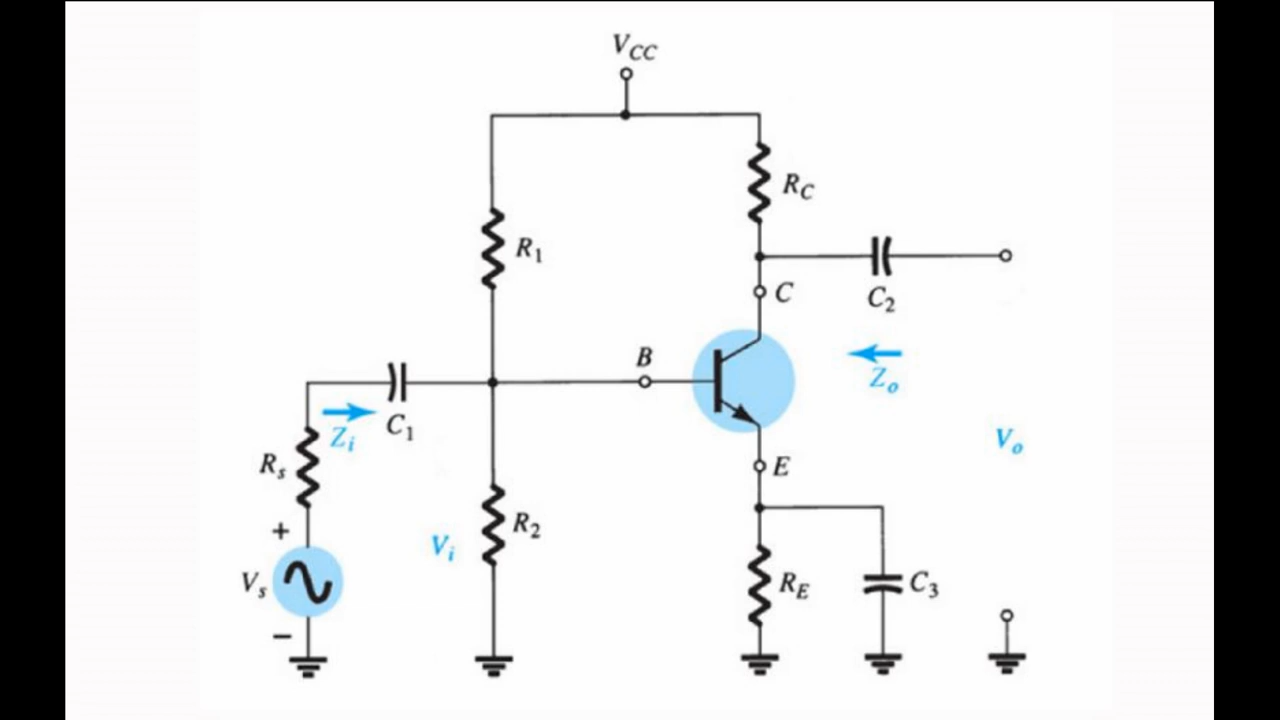 V_CC
R_C
R_1
C
C_2
B
Z_o
C_1
Z_i
V_o
R_s
E
+
R_2
V_i
V_s
R_E
C_3
−